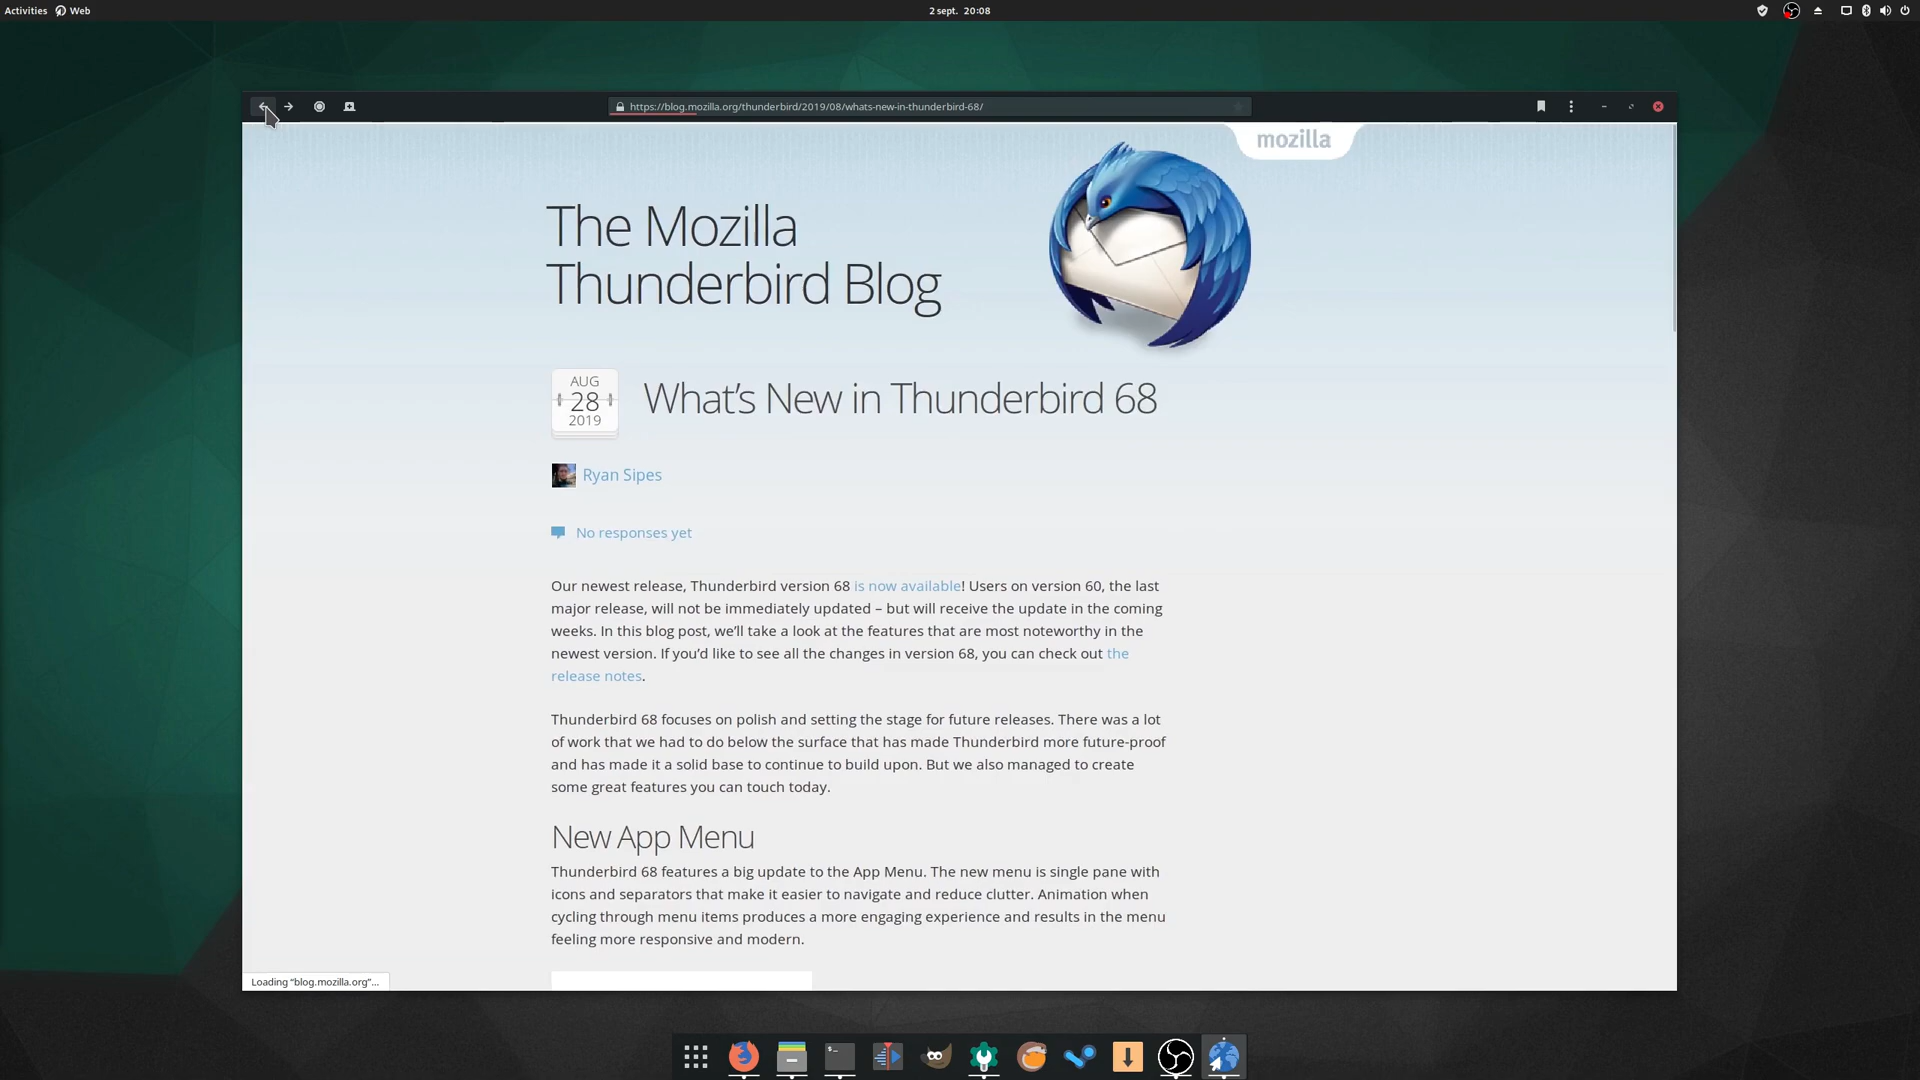 Activities Web 2 sept. 20:08
https://blog.mozilla.org/thunderbird/2019/08/whats-new-in-thunderbird-68/
mozilla
The Mozilla
Thunderbird Blog
AUG
28
2019
What's New in Thunderbird 68
Ryan Sipes
No responses yet
Our newest release, Thunderbird version 68 is now available! Users on version 60, the last
major release, will not be immediately updated – but will receive the update in the coming
weeks. In this blog post, we'll take a look at the features that are most noteworthy in the
newest version. If you'd like to see all the changes in version 68, you can check out the
release notes.
Thunderbird 68 focuses on polish and setting the stage for future releases. There was a lot
of work that we had to do below the surface that has made Thunderbird more future-proof
and has made it a solid base to continue to build upon. But we also managed to create
some great features you can touch today.
New App Menu
Thunderbird 68 features a big update to the App Menu. The new menu is single pane with
icons and separators that make it easier to navigate and reduce clutter. Animation when
cycling through menu items produces a more engaging experience and results in the menu
feeling more responsive and modern.
Loading "blog.mozilla.org"…